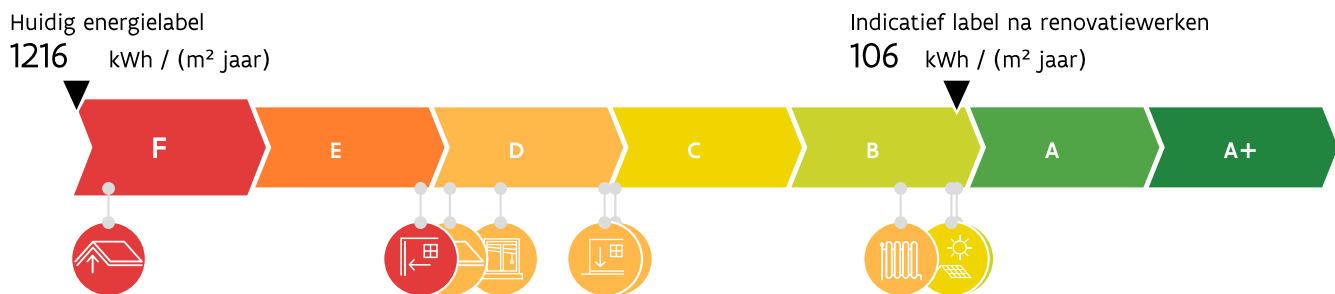 Huidig energielabel
1216 kWh / (m² jaar)
Indicatief label na renovatiewerken
106 kWh / (m² jaar)
F E D C B A A+